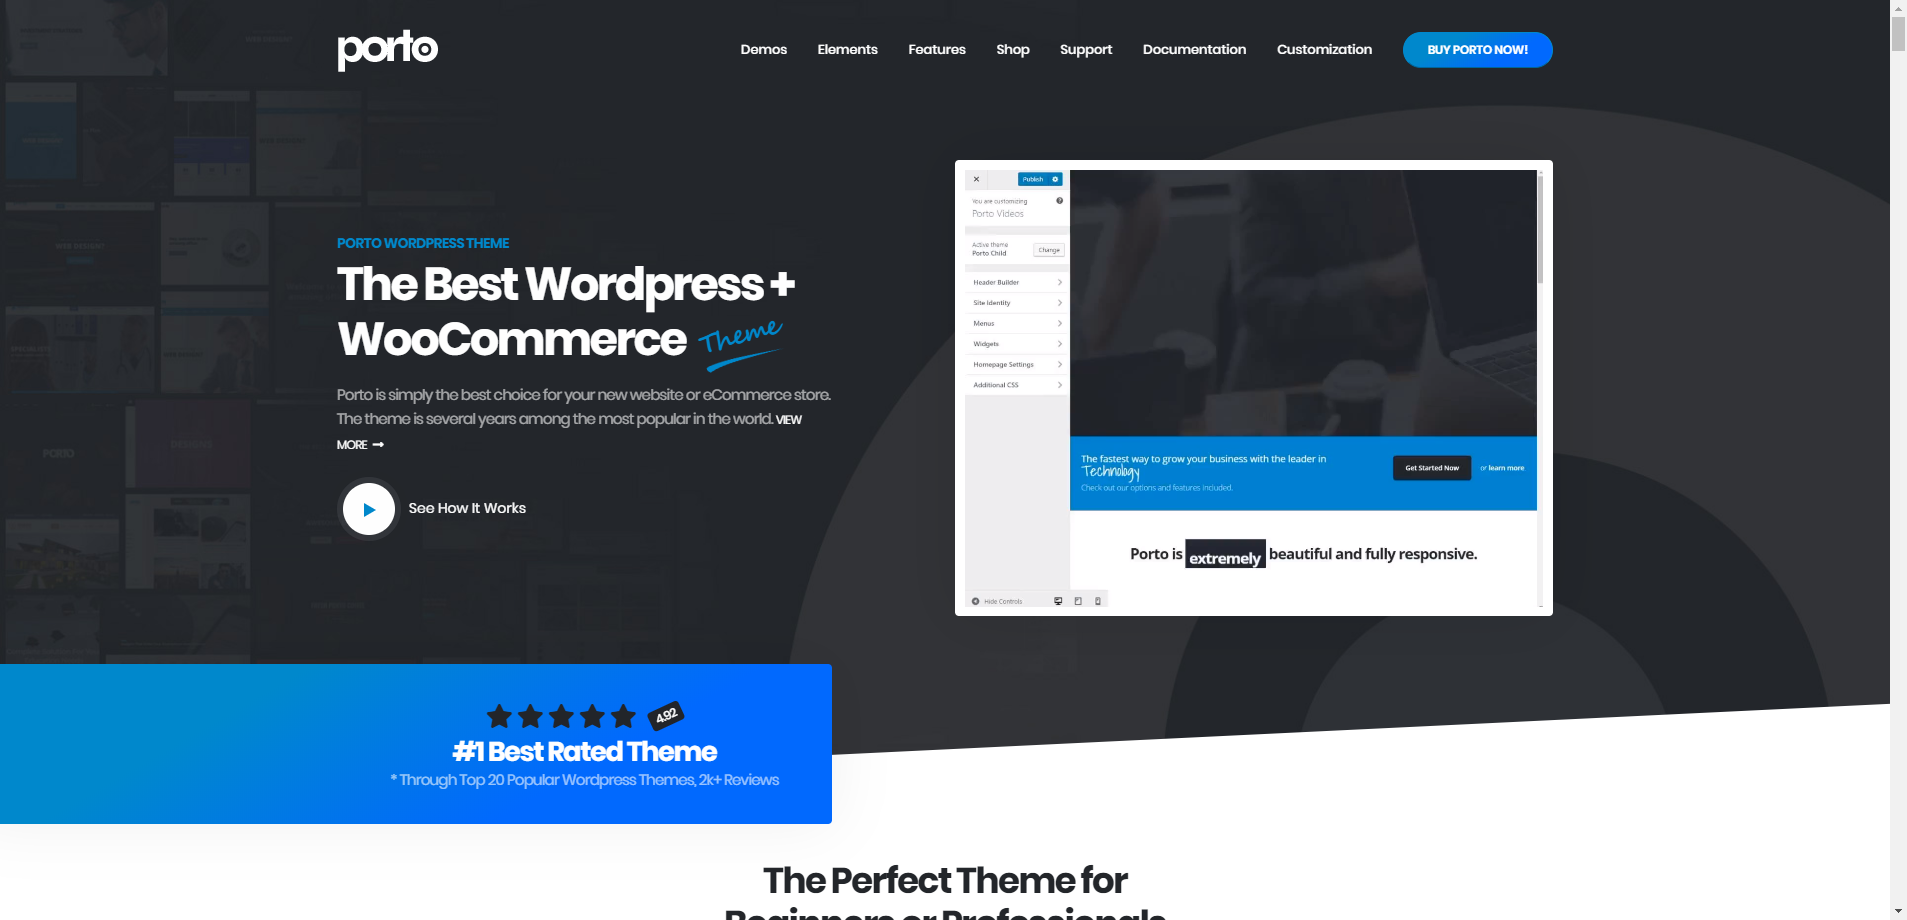 porto
Demos Elements Features Shop Support Documentation Customization BUY PORTO NOW!
PORTO WORDPRESS THEME
The Best Wordpress +
WooCommerce Theme
Porto is simply the best choice for your new website or eCommerce store.
The theme is several years among the most popular in the world. VIEW
MORE
See How It Works
Publish
You are customizing
Porto Videos
Active theme
Porto Child
Change
Header Builder
Site Identity
Menus
Widgets
Homepage Settings
Additional CSS
Hide Controls
The fastest way to grow your business with the leader in
Technology
Check out our options and features included.
Get Started Now
or learn more
Porto is extremely beautiful and fully responsive.
4.92
#1 Best Rated Theme
* Through Top 20 Popular Wordpress Themes, 2k+ Reviews
The Perfect Theme for
Beginners or Professionals